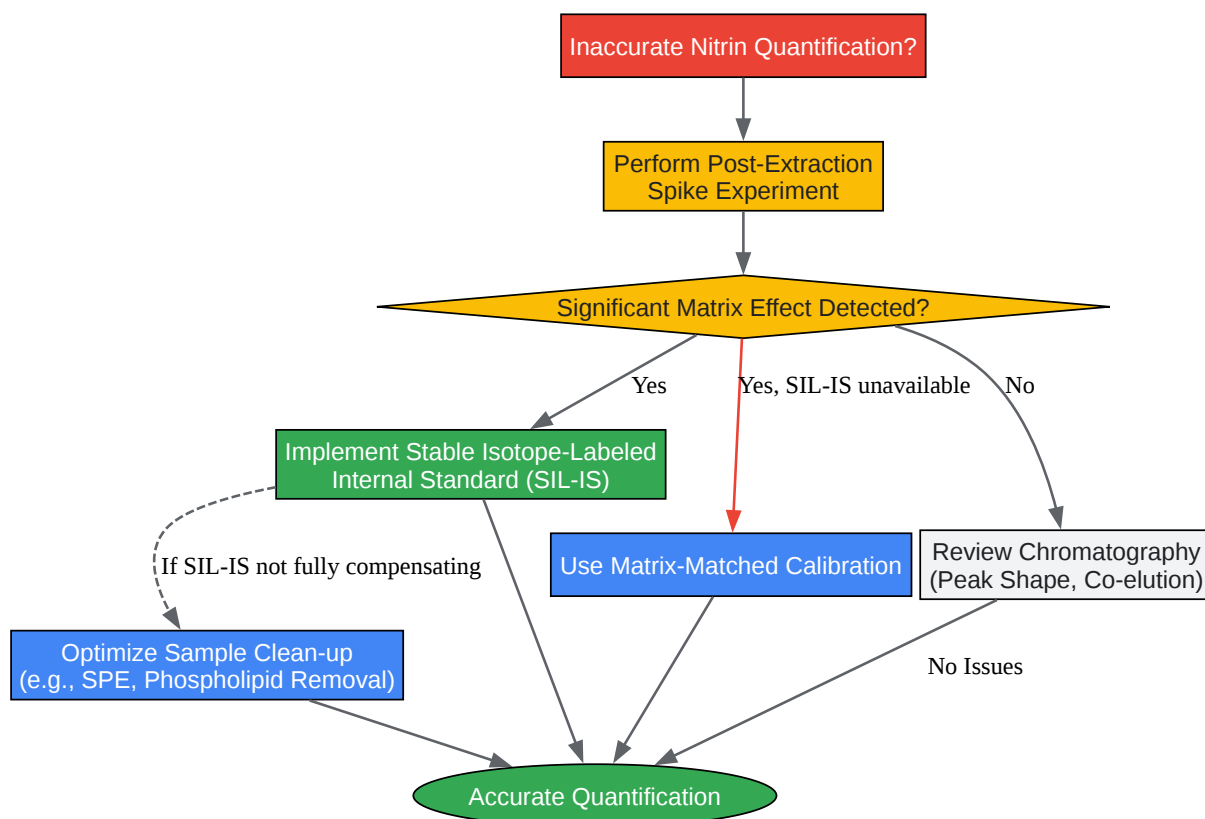 Inaccurate Nitrin Quantification?
Perform Post-Extraction
Spike Experiment
Significant Matrix Effect Detected?
Yes
Yes, SIL-IS unavailable
No
Implement Stable Isotope-Labeled
Internal Standard (SIL-IS)
If SIL-IS not fully compensating
Use Matrix-Matched Calibration
Review Chromatography
(Peak Shape, Co-elution)
Optimize Sample Clean-up
(e.g., SPE, Phospholipid Removal)
No Issues
Accurate Quantification